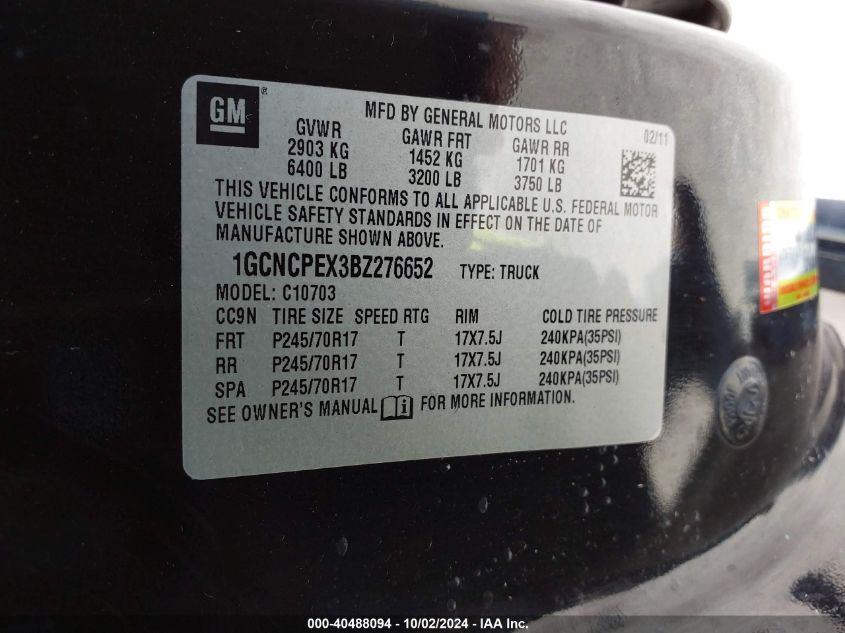 GM ®
MFD BY GENERAL MOTORS LLC
GVWR GAWR FRT GAWR RR 02/11
2903 KG 1452 KG 1701 KG
6400 LB 3200 LB 3750 LB
THIS VEHICLE CONFORMS TO ALL APPLICABLE U.S. FEDERAL MOTOR
VEHICLE SAFETY STANDARDS IN EFFECT ON THE DATE OF
MANUFACTURE SHOWN ABOVE.
1GCNCPEX3BZ276652 TYPE: TRUCK
MODEL: C10703
CC9N TIRE SIZE SPEED RTG RIM COLD TIRE PRESSURE
FRT P245/70R17 T 17X7.5J 240KPA(35PSI)
RR P245/70R17 T 17X7.5J 240KPA(35PSI)
SPA P245/70R17 T 17X7.5J 240KPA(35PSI)
SEE OWNER'S MANUAL i FOR MORE INFORMATION.
000-40488094 - 10/02/2024 - IAA Inc.